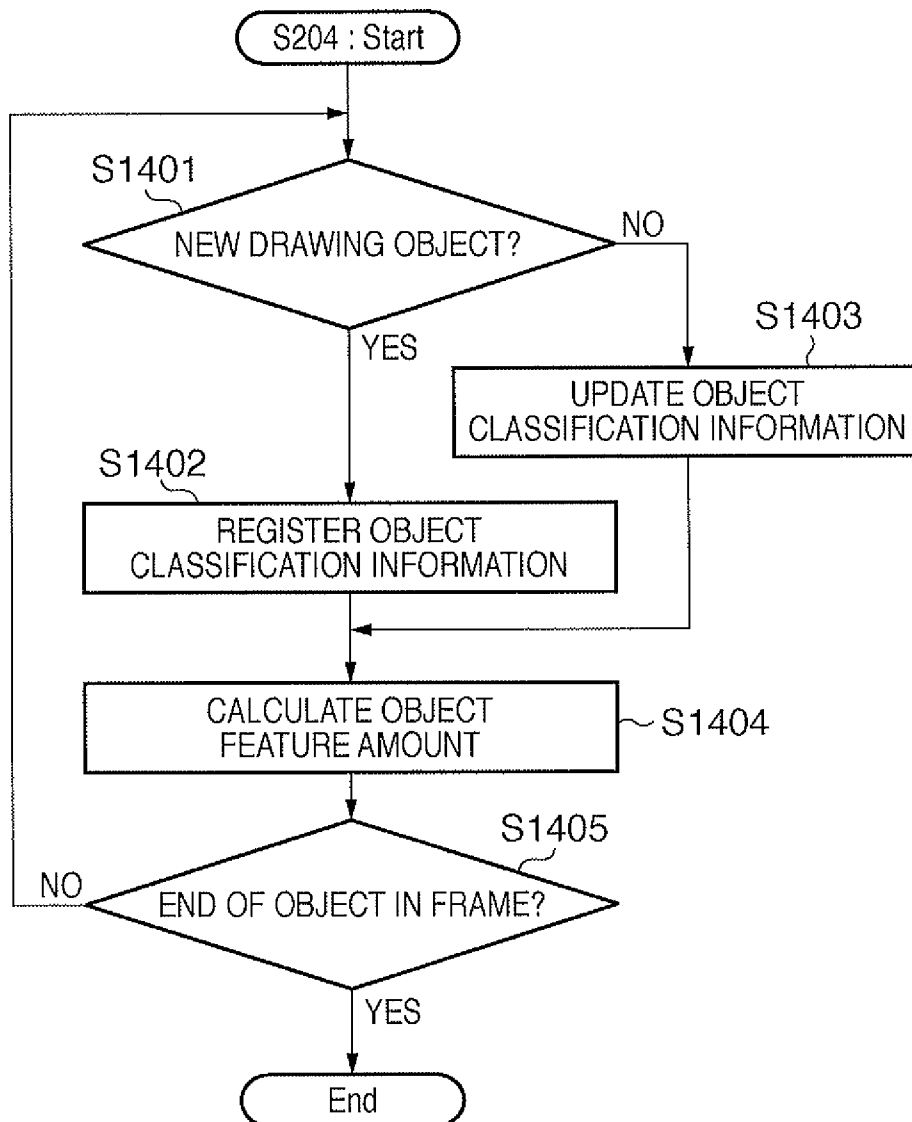 S204 : Start
S1401
NEW DRAWING OBJECT?
NO
YES
S1403
UPDATE OBJECT
CLASSIFICATION INFORMATION
S1402
REGISTER OBJECT
CLASSIFICATION INFORMATION
CALCULATE OBJECT
FEATURE AMOUNT
S1404
S1405
NO
END OF OBJECT IN FRAME?
YES
End